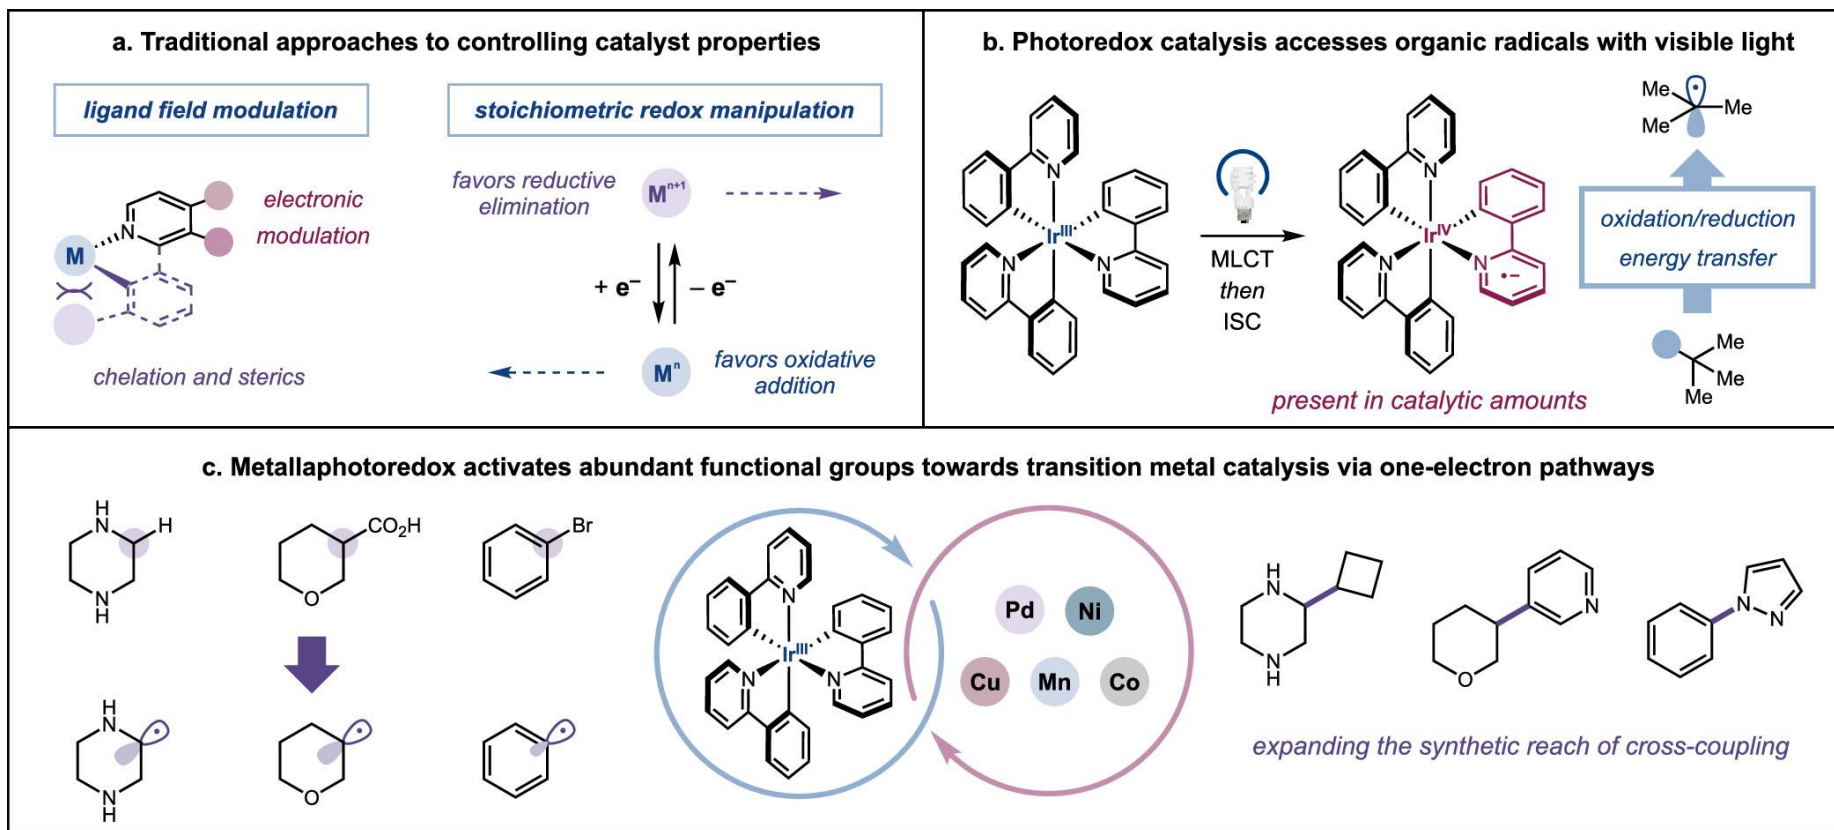 a. Traditional approaches to controlling catalyst properties
ligand field modulation
stoichiometric redox manipulation
N
M
electronic
modulation
chelation and sterics
favors reductive
elimination
Mⁿ⁺¹
+ e⁻
– e⁻
Mⁿ
favors oxidative
addition
b. Photoredox catalysis accesses organic radicals with visible light
N
Irᴵᴵᴵ
N
N
MLCT
then
ISC
N
Irᴵⱽ
N
N
•–
present in catalytic amounts
Me
Me
Me
oxidation/reduction
energy transfer
Me
Me
Me
c. Metallaphotoredox activates abundant functional groups towards transition metal catalysis via one-electron pathways
H
N
H
N
H
CO₂H
O
Br
H
N
N
H
O
N
Irᴵᴵᴵ
N
N
Pd
Ni
Cu
Mn
Co
H
N
N
H
N
O
N
N
expanding the synthetic reach of cross-coupling